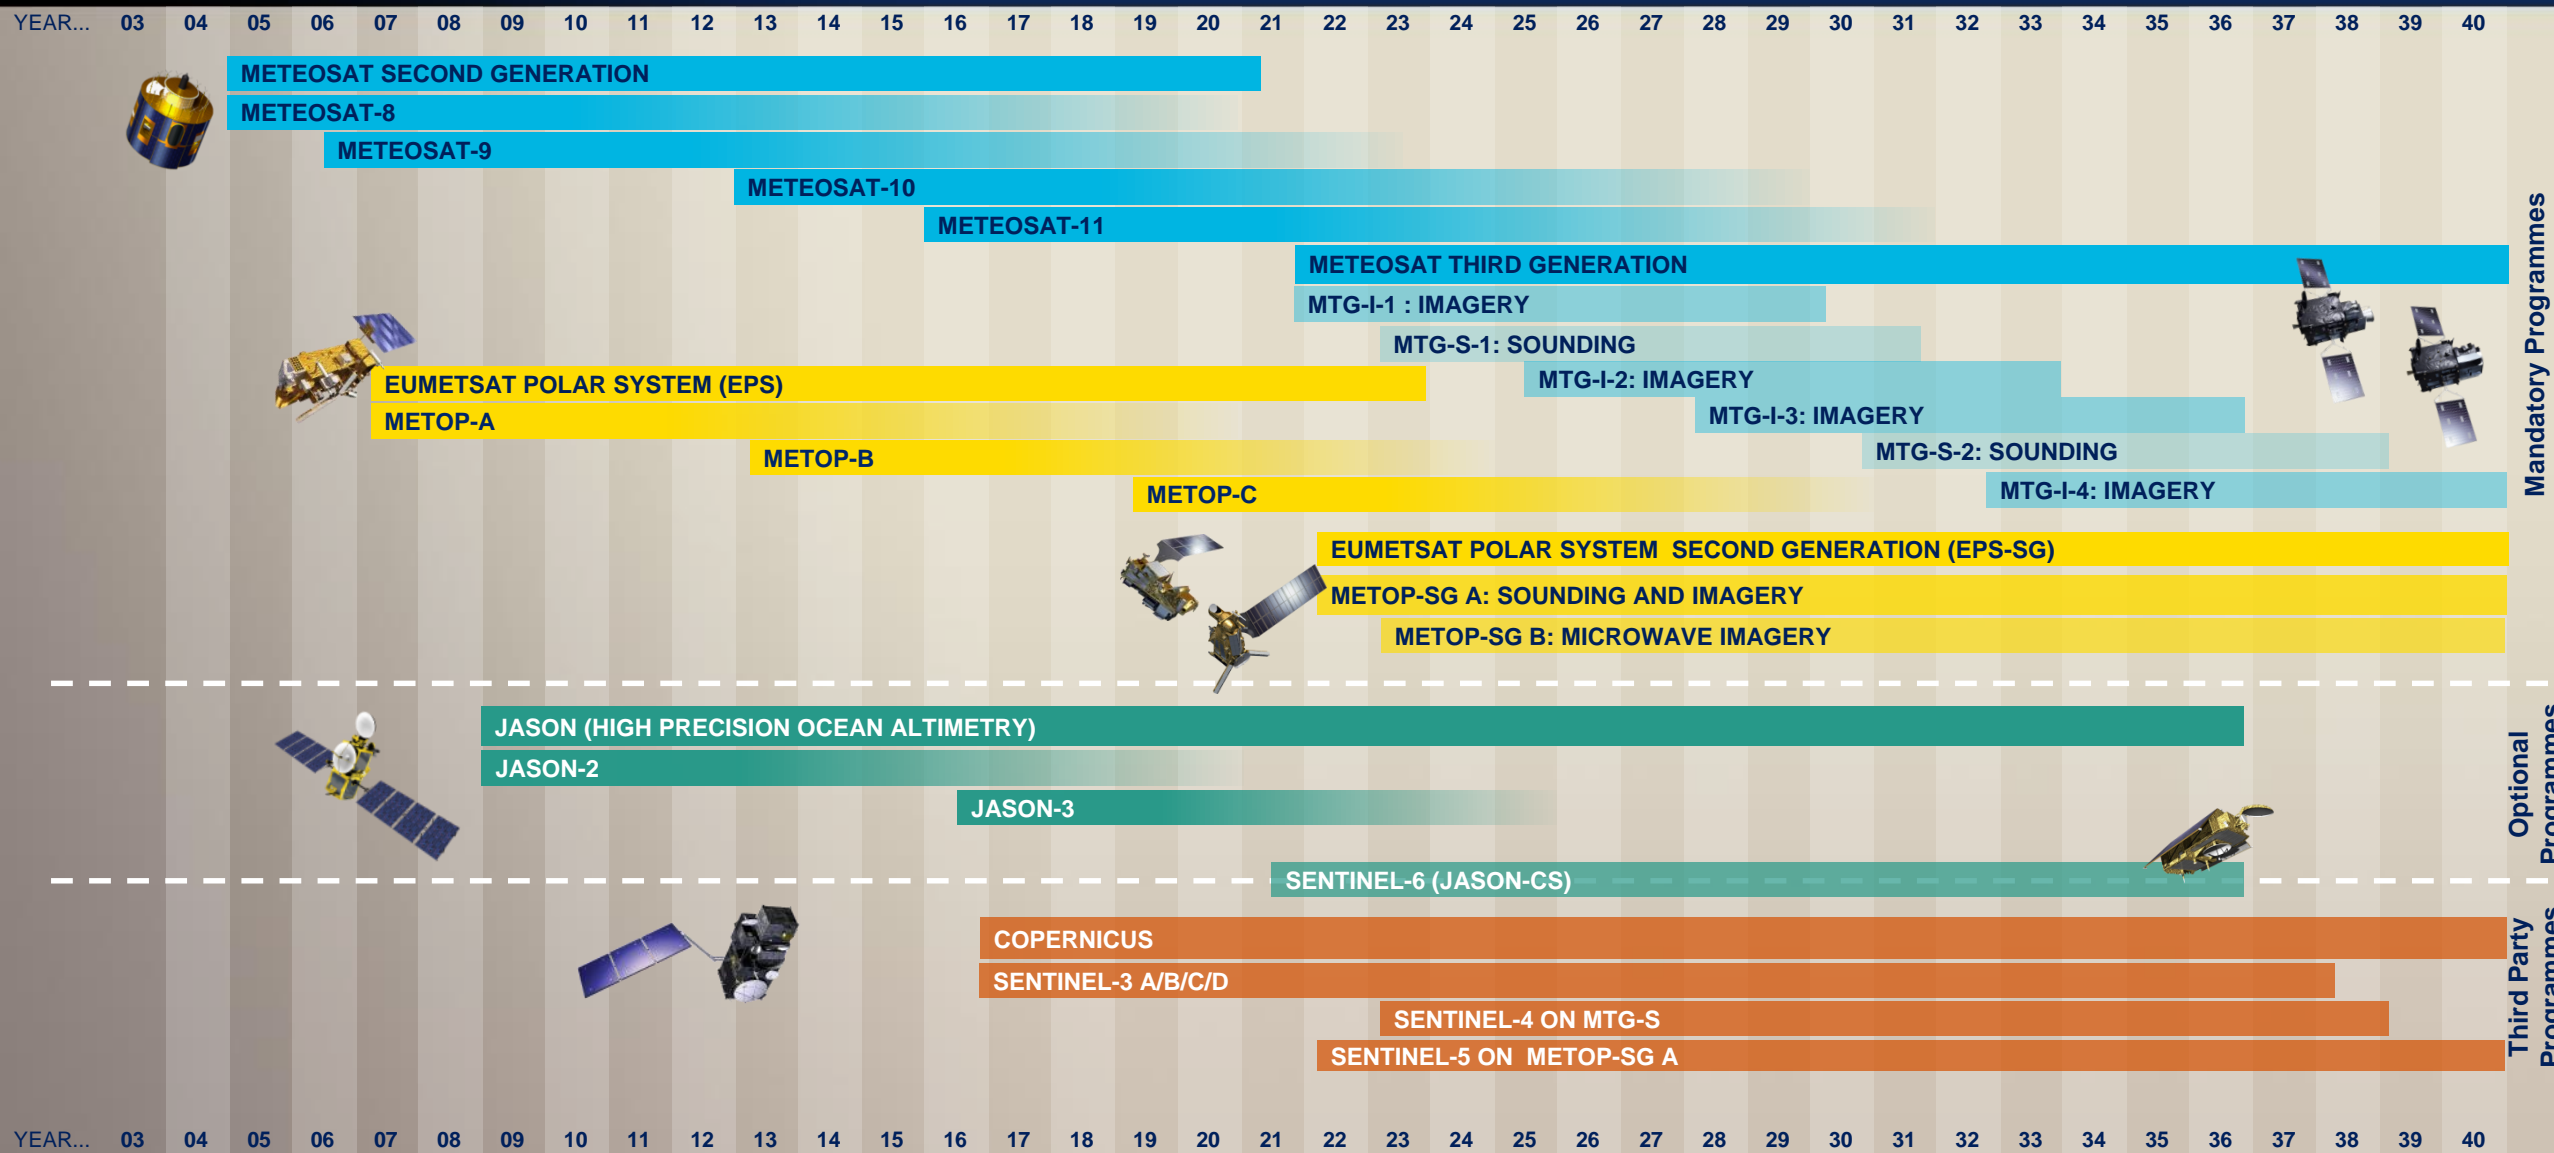 YEAR... 03 04 05 06 07 08 09 10 11 12 13 14 15 16 17 18 19 20 21 22 23 24 25 26 27 28 29 30 31 32 33 34 35 36 37 38 39 40
METEOSAT SECOND GENERATION
METEOSAT-8
METEOSAT-9
METEOSAT-10
METEOSAT-11
METEOSAT THIRD GENERATION
MTG-I-1 : IMAGERY
MTG-S-1: SOUNDING
MTG-I-2: IMAGERY
MTG-I-3: IMAGERY
MTG-S-2: SOUNDING
MTG-I-4: IMAGERY
EUMETSAT POLAR SYSTEM (EPS)
METOP-A
METOP-B
METOP-C
EUMETSAT POLAR SYSTEM SECOND GENERATION (EPS-SG)
METOP-SG A: SOUNDING AND IMAGERY
METOP-SG B: MICROWAVE IMAGERY
Mandatory Programmes
JASON (HIGH PRECISION OCEAN ALTIMETRY)
JASON-2
JASON-3
SENTINEL-6 (JASON-CS)
Optional
Programmes
COPERNICUS
SENTINEL-3 A/B/C/D
SENTINEL-4 ON MTG-S
SENTINEL-5 ON METOP-SG A
Third Party
Programmes
YEAR... 03 04 05 06 07 08 09 10 11 12 13 14 15 16 17 18 19 20 21 22 23 24 25 26 27 28 29 30 31 32 33 34 35 36 37 38 39 40